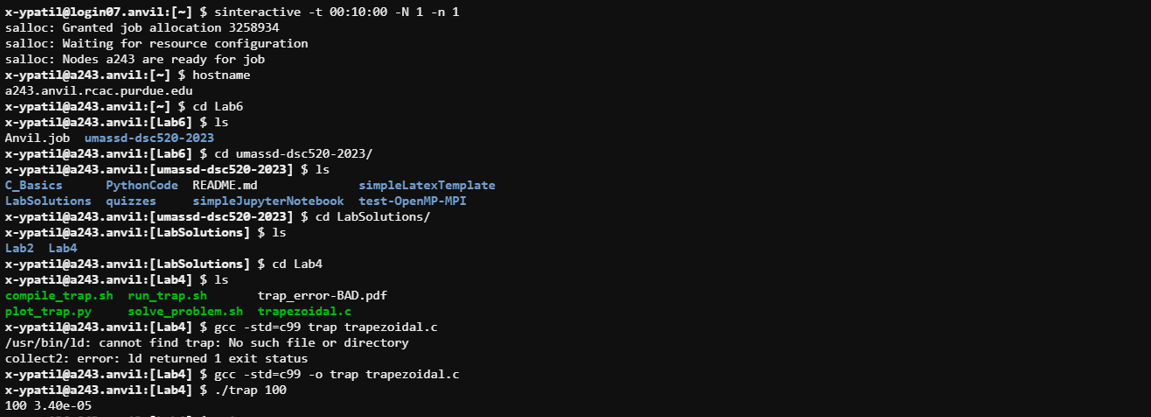 x-ypatil@login07.anvil:[~] $ sinteractive -t 00:10:00 -N 1 -n 1
salloc: Granted job allocation 3258934
salloc: Waiting for resource configuration
salloc: Nodes a243 are ready for job
x-ypatil@a243.anvil:[~] $ hostname
a243.anvil.rcac.purdue.edu
x-ypatil@a243.anvil:[~] $ cd Lab6
x-ypatil@a243.anvil:[Lab6] $ ls
Anvil.job  umassd-dsc520-2023
x-ypatil@a243.anvil:[Lab6] $ cd umassd-dsc520-2023/
x-ypatil@a243.anvil:[umassd-dsc520-2023] $ ls
C_Basics      PythonCode  README.md              simpleLatexTemplate
LabSolutions  quizzes     simpleJupyterNotebook  test-OpenMP-MPI
x-ypatil@a243.anvil:[umassd-dsc520-2023] $ cd LabSolutions/
x-ypatil@a243.anvil:[LabSolutions] $ ls
Lab2  Lab4
x-ypatil@a243.anvil:[LabSolutions] $ cd Lab4
x-ypatil@a243.anvil:[Lab4] $ ls
compile_trap.sh  run_trap.sh       trap_error-BAD.pdf
plot_trap.py     solve_problem.sh  trapezoidal.c
x-ypatil@a243.anvil:[Lab4] $ gcc -std=c99 trap trapezoidal.c
/usr/bin/ld: cannot find trap: No such file or directory
collect2: error: ld returned 1 exit status
x-ypatil@a243.anvil:[Lab4] $ gcc -std=c99 -o trap trapezoidal.c
x-ypatil@a243.anvil:[Lab4] $ ./trap 100
100 3.40e-05